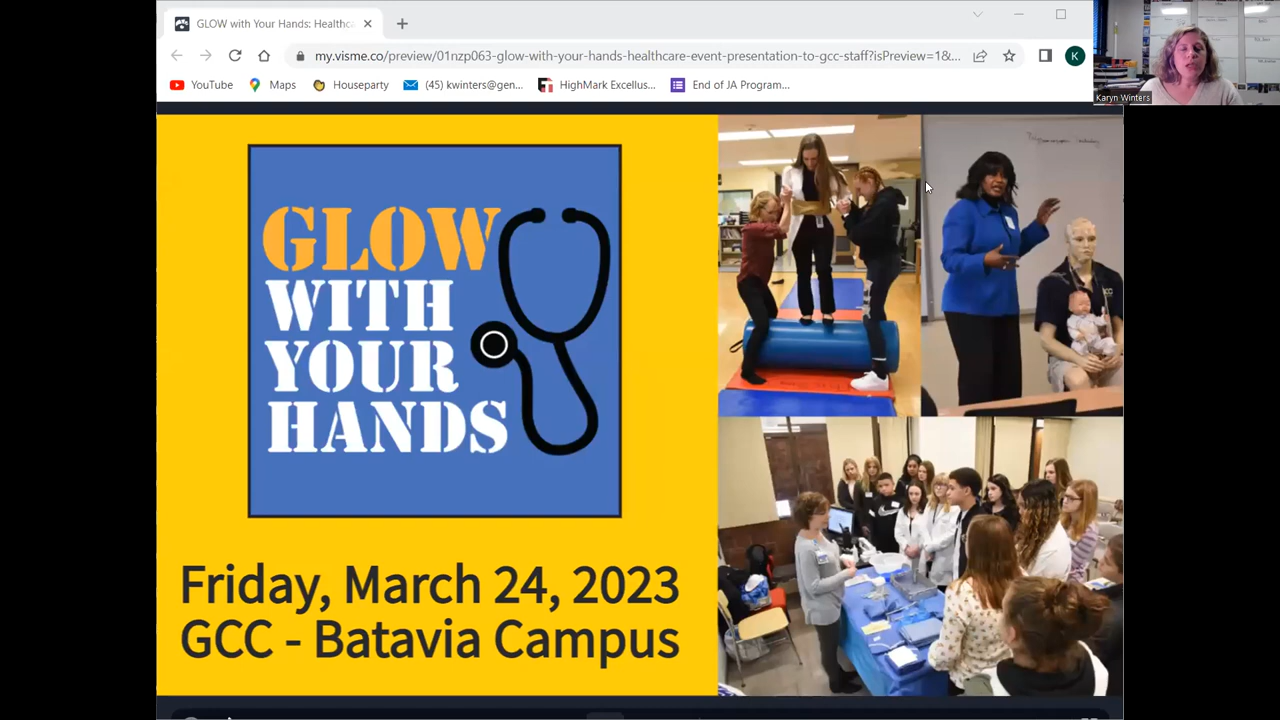 GLOW with Your Hands: Healthca
my.visme.co/preview/01nzp063-glow-with-your-hands-healthcare-event-presentation-to-gcc-staff?isPreview=1&...
K
YouTube
Maps
Houseparty
(45) kwinters@gen...
HighMark Excellus...
End of JA Program...
Karyn Winters
GLOW
WITH
YOUR
HANDS
Friday, March 24, 2023
GCC - Batavia Campus